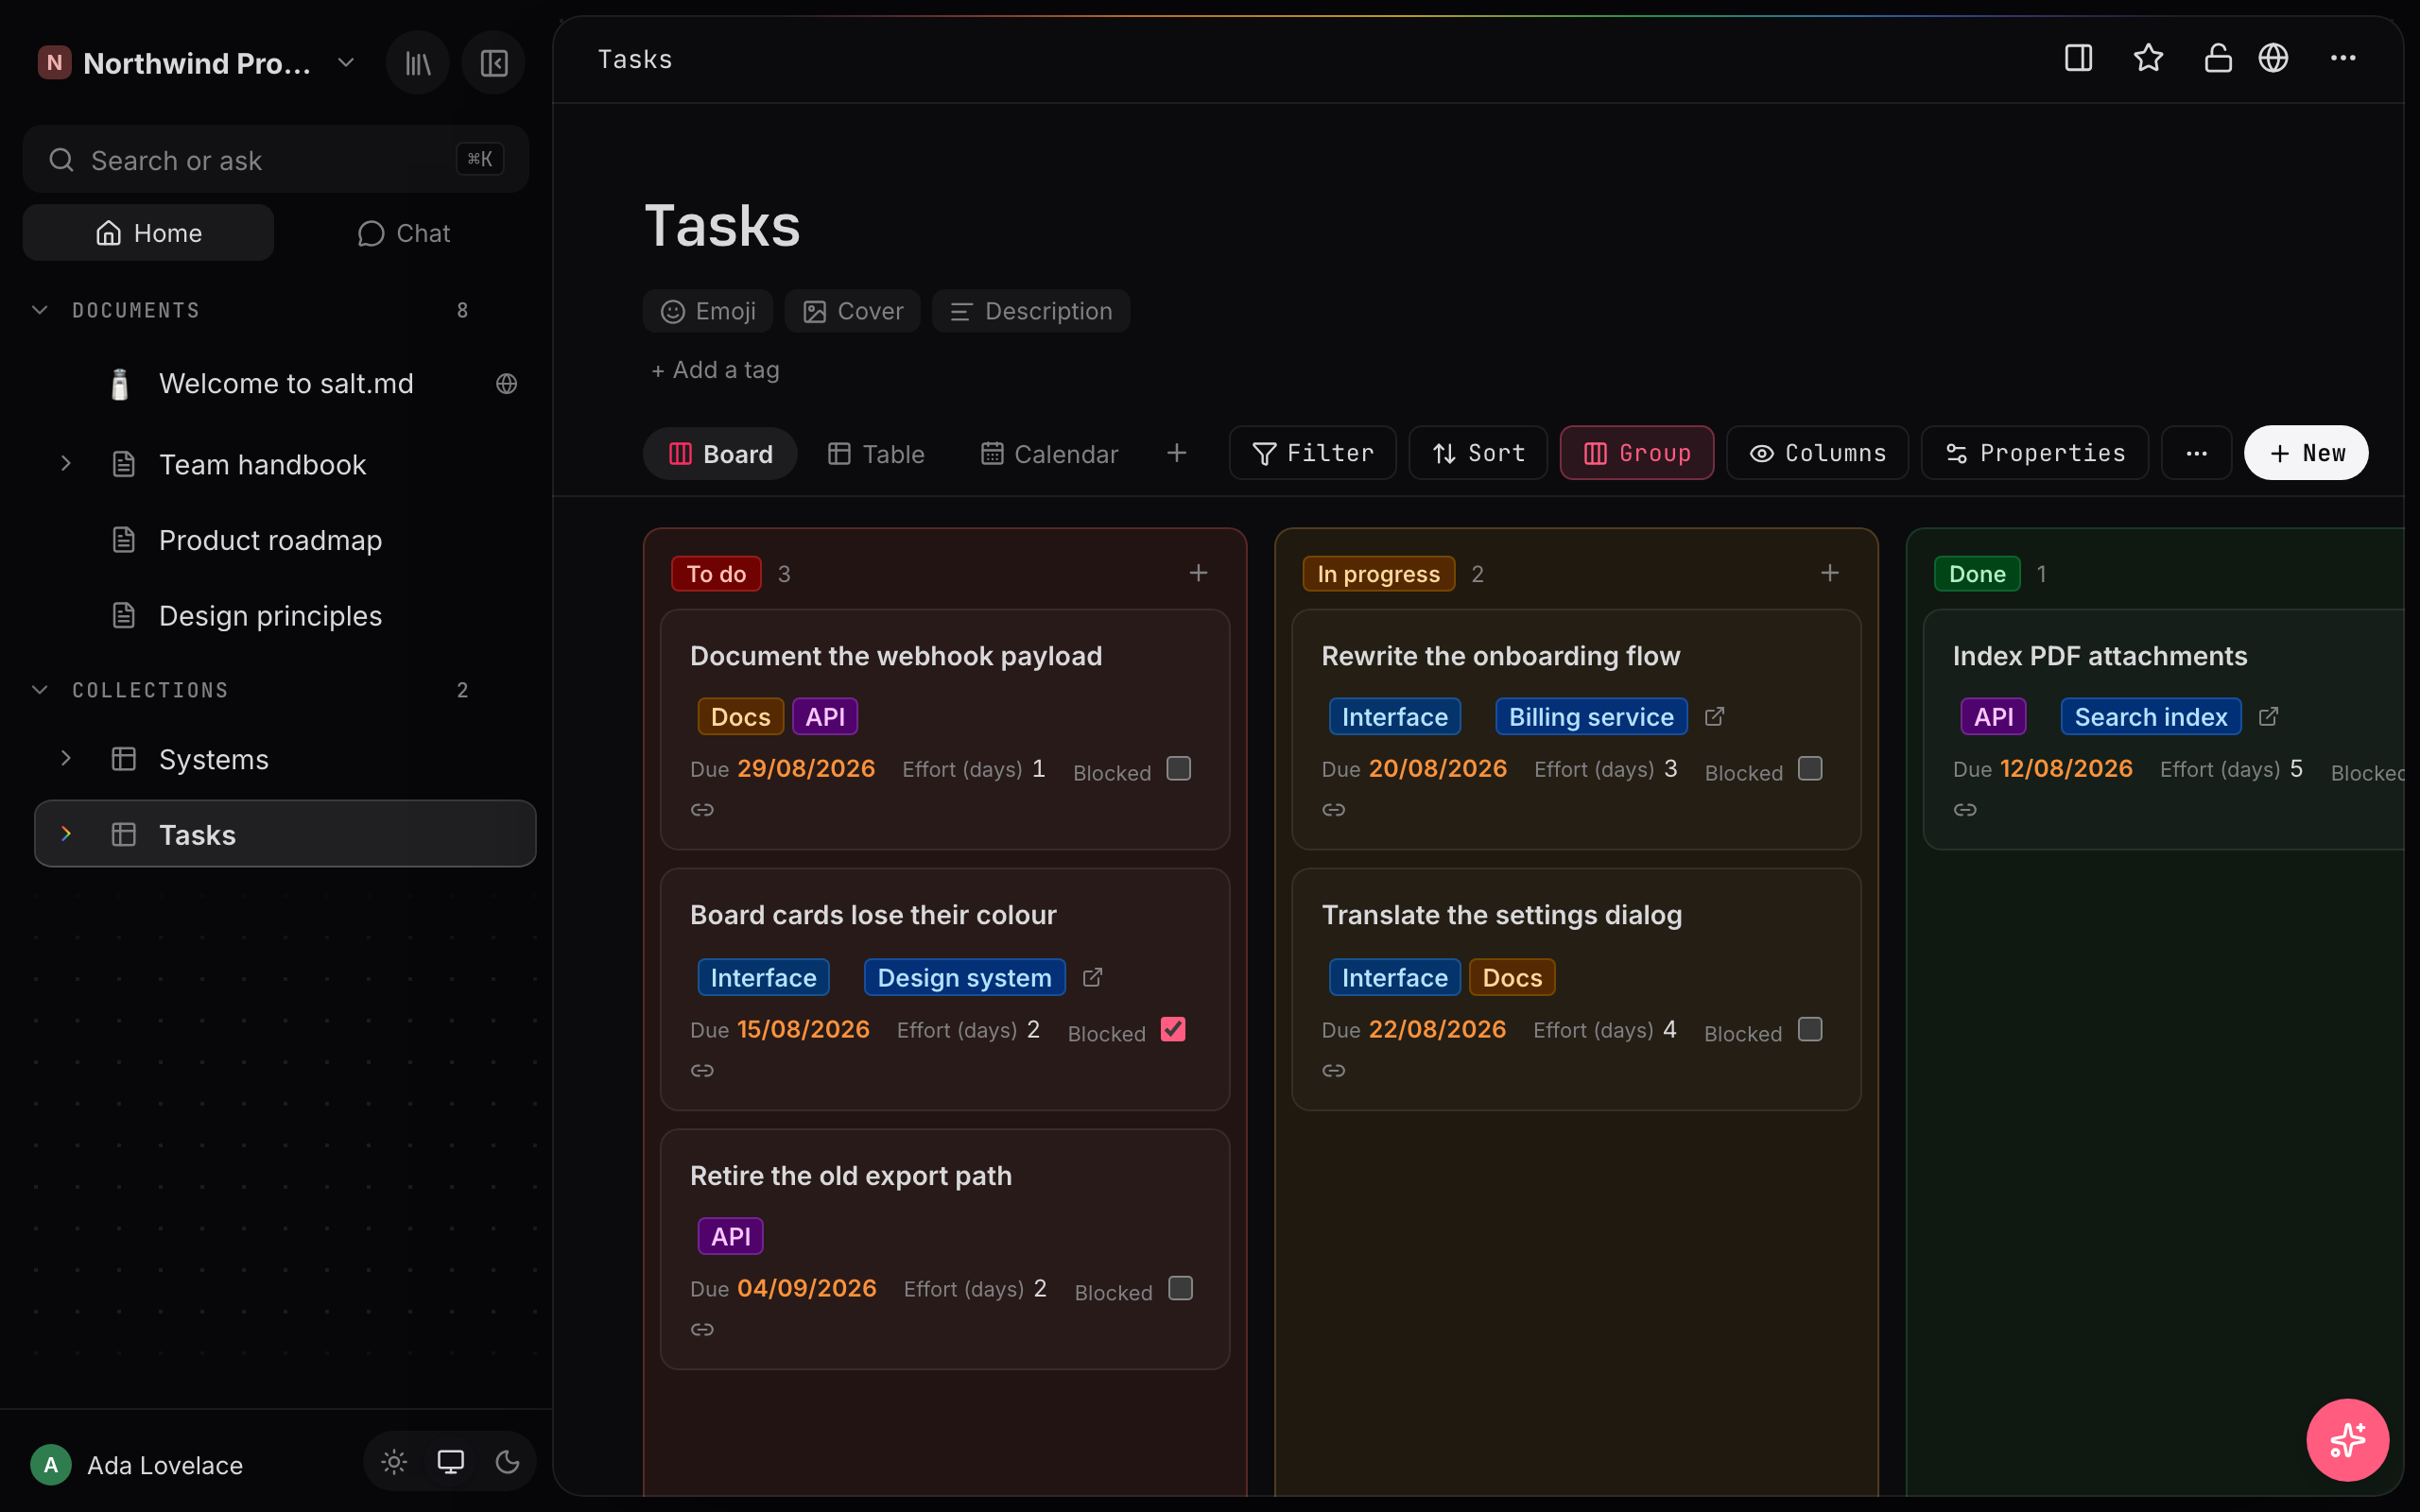 N Northwind Pro...
Search or ask ⌘K
Home Chat
DOCUMENTS 8
Welcome to salt.md
Team handbook
Product roadmap
Design principles
COLLECTIONS 2
Systems
Tasks
A Ada Lovelace
Tasks
Tasks
Emoji Cover Description
+ Add a tag
Board Table Calendar + Filter Sort Group Columns Properties ... + New
To do 3 +
Document the webhook payload
Docs API
Due 29/08/2026 Effort (days) 1 Blocked
Board cards lose their colour
Interface Design system
Due 15/08/2026 Effort (days) 2 Blocked
Retire the old export path
API
Due 04/09/2026 Effort (days) 2 Blocked
In progress 2 +
Rewrite the onboarding flow
Interface Billing service
Due 20/08/2026 Effort (days) 3 Blocked
Translate the settings dialog
Interface Docs
Due 22/08/2026 Effort (days) 4 Blocked
Done 1
Index PDF attachments
API Search index
Due 12/08/2026 Effort (days) 5 Blocked